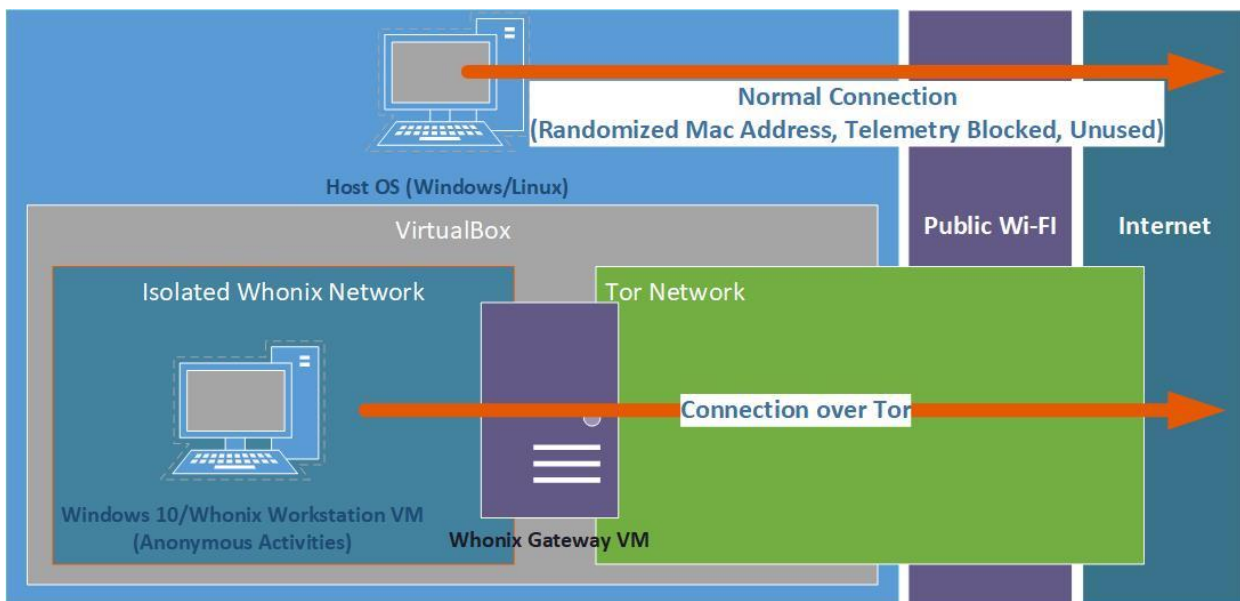 Normal Connection
(Randomized Mac Address, Telemetry Blocked, Unused)
Host OS (Windows/Linux)
VirtualBox
Public Wi-FI
Internet
Isolated Whonix Network
Tor Network
Connection over Tor
Windows 10/Whonix Workstation VM
(Anonymous Activities)
Whonix Gateway VM